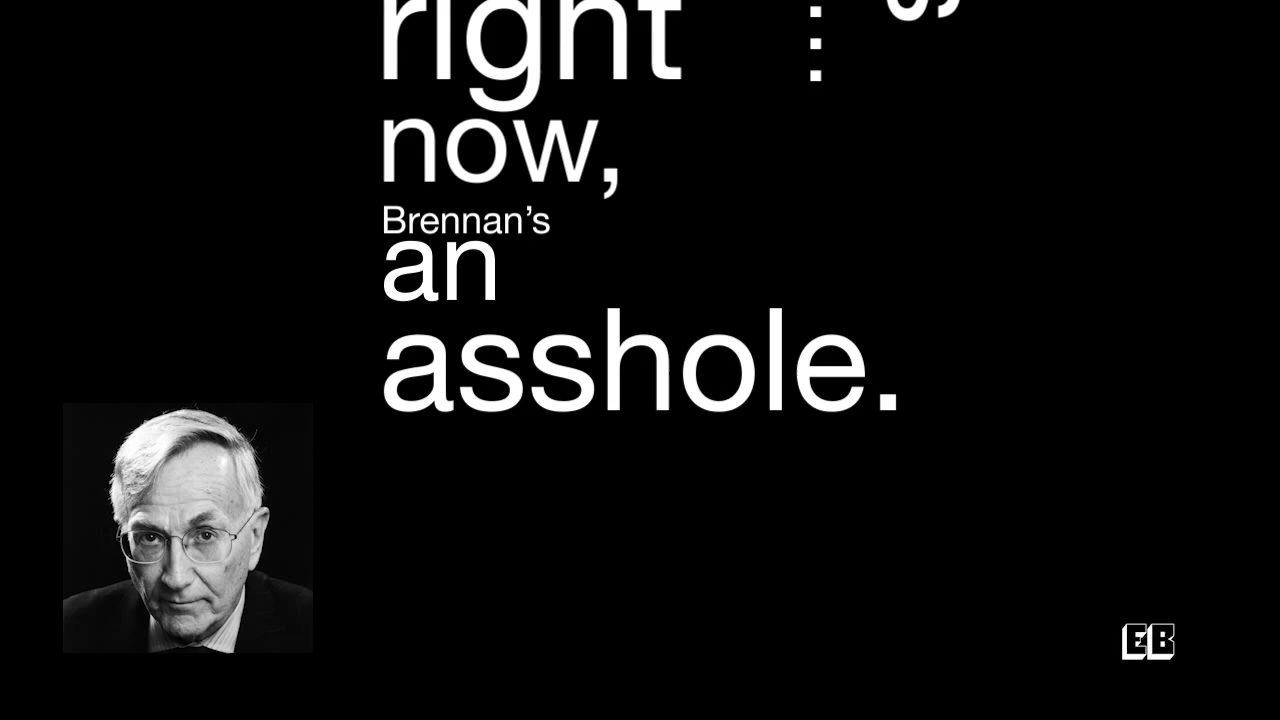 right
now,
Brennan’s
an
asshole.
EB